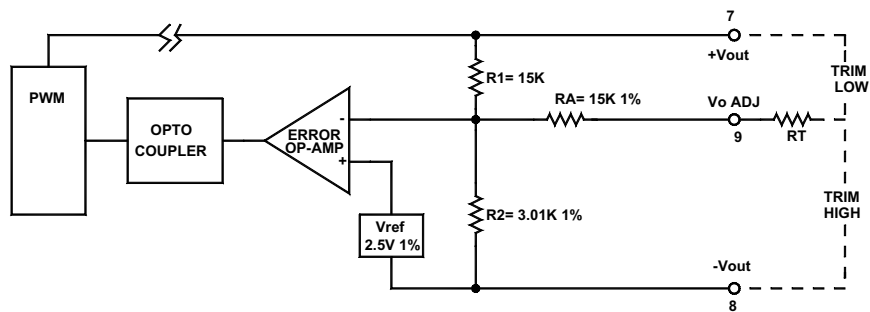 7
+Vout
R1= 15K
TRIM
LOW
PWM
RA= 15K 1%
Vo ADJ
9
RT
OPTO
COUPLER
-
ERROR
OP-AMP
+
TRIM
HIGH
R2= 3.01K 1%
Vref
2.5V 1%
-Vout
8